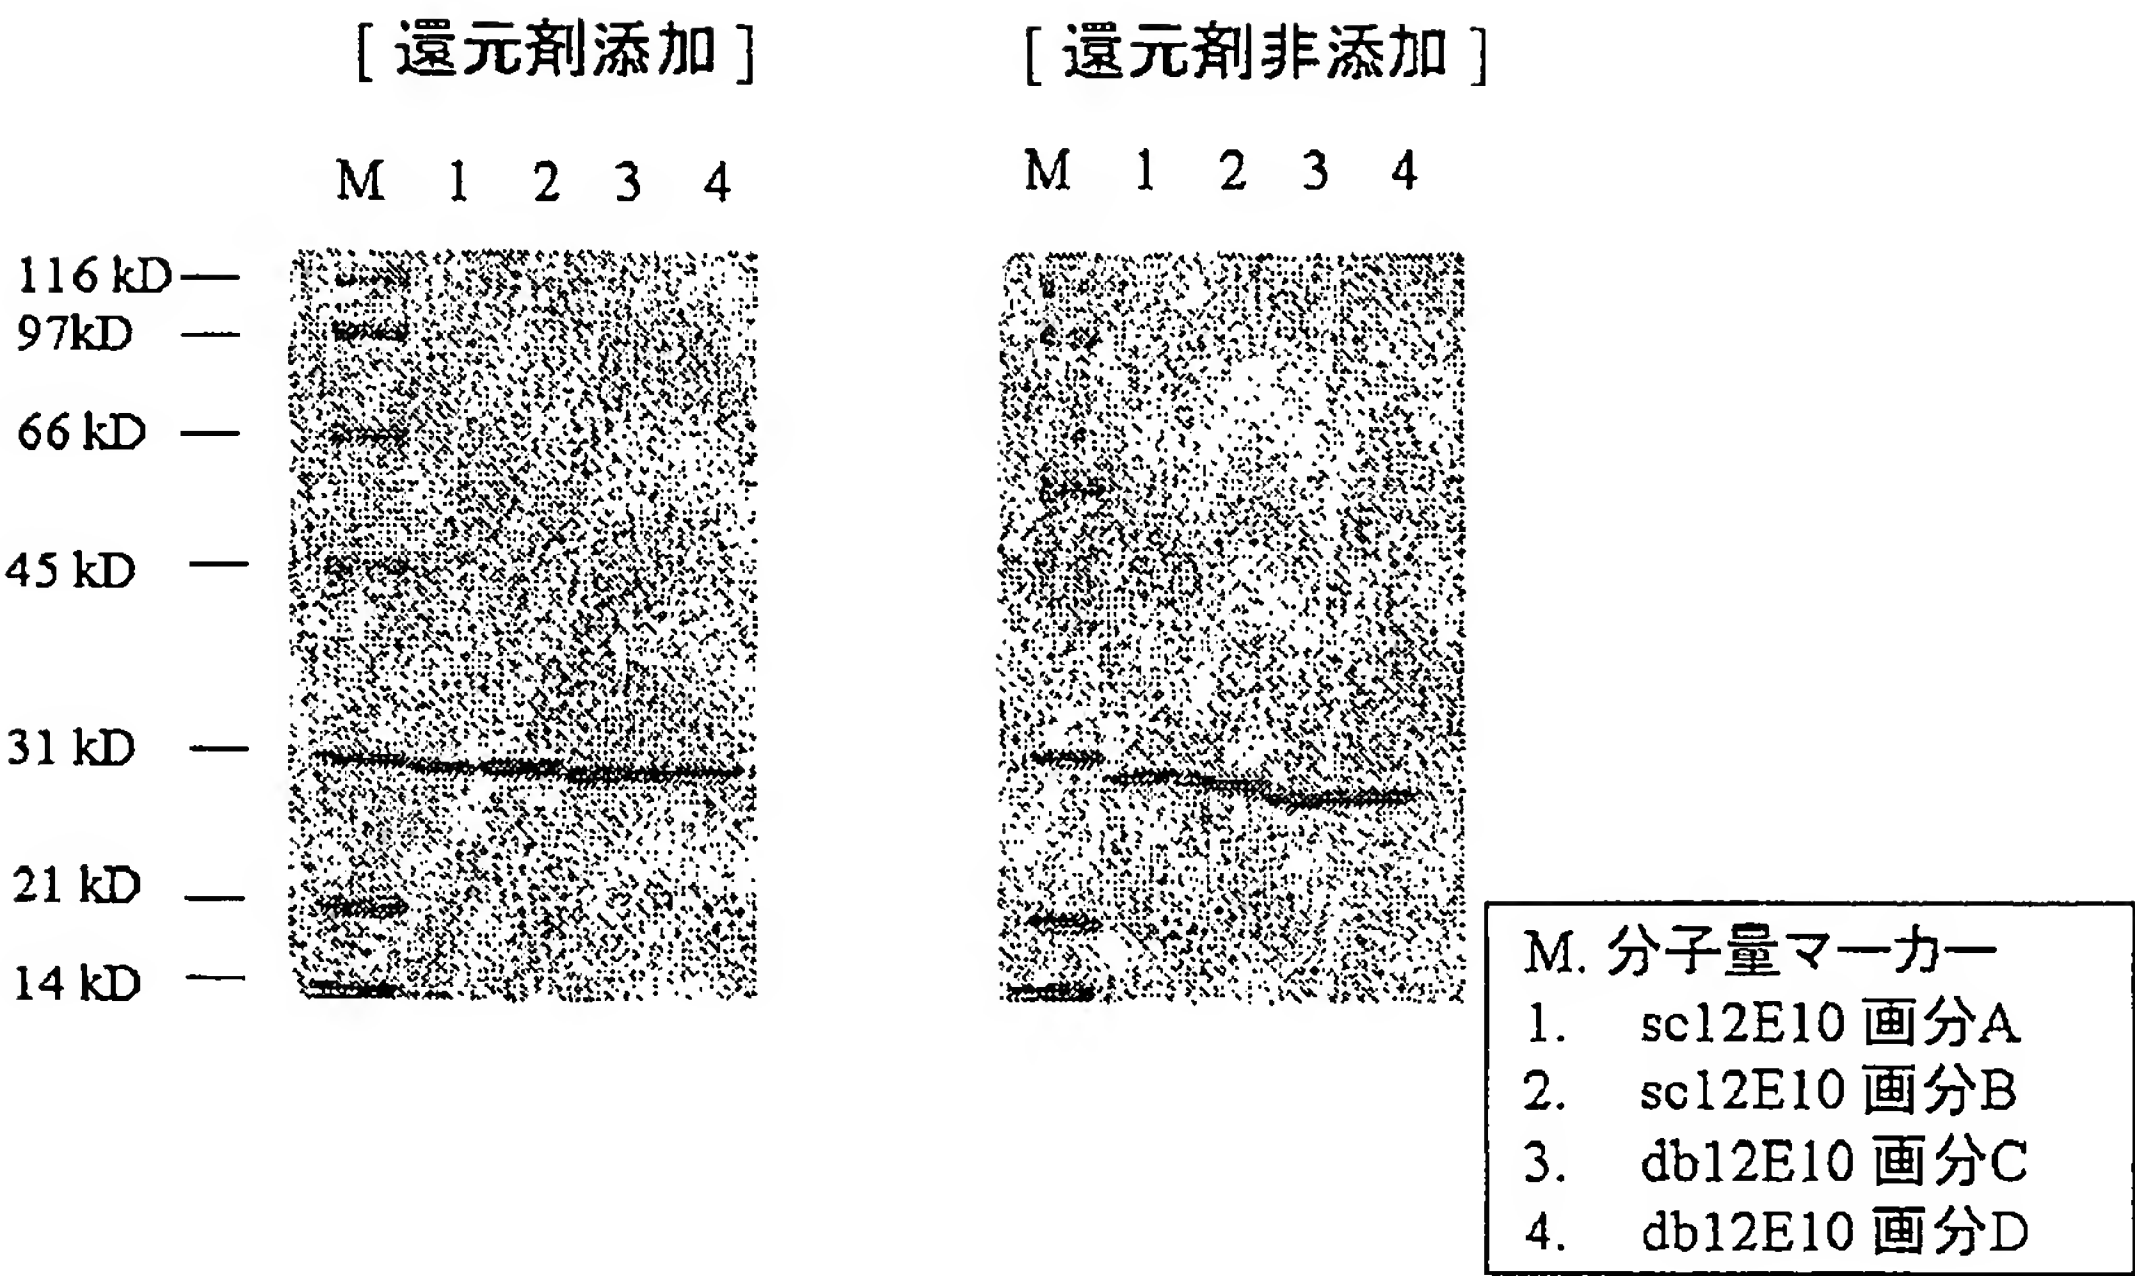 [ 還元剤添加 ]
[ 還元剤非添加 ]
M 1 2 3 4
M 1 2 3 4
116 kD
97kD
66 kD
45 kD
31 kD
21 kD
14 kD
M. 分子量マーカー
1. sc12E10 画分A
2. sc12E10 画分B
3. db12E10 画分C
4. db12E10 画分D